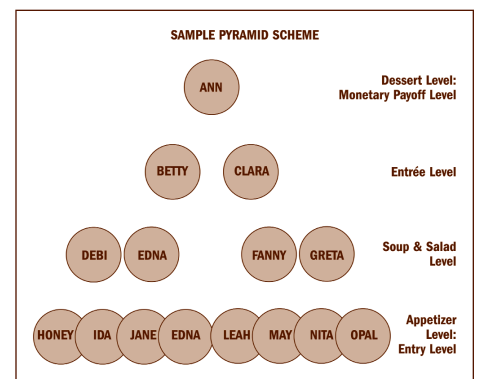 SAMPLE PYRAMID SCHEME
ANN
Dessert Level:
Monetary Payoff Level
BETTY
CLARA
Entrée Level
DEBI
EDNA
FANNY
GRETA
Soup & Salad
Level
HONEY
IDA
JANE
EDNA
LEAH
MAY
NITA
OPAL
Appetizer
Level:
Entry Level